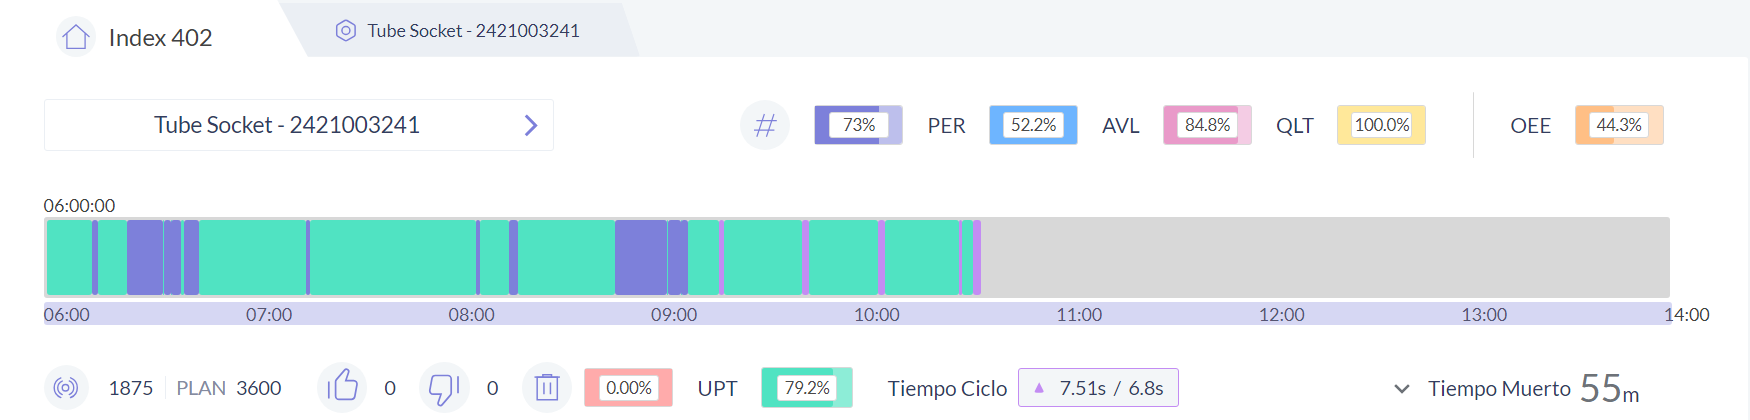 Index 402
Tube Socket - 2421003241
Tube Socket - 2421003241
73% PER 52.2% AVL 84.8% QLT 100.0% OEE 44.3%
06:00:00
06:00 07:00 08:00 09:00 10:00 11:00 12:00 13:00 14:00
1875 PLAN 3600 0 0 0.00% UPT 79.2% Tiempo Ciclo 7.51s / 6.8s Tiempo Muerto 55m